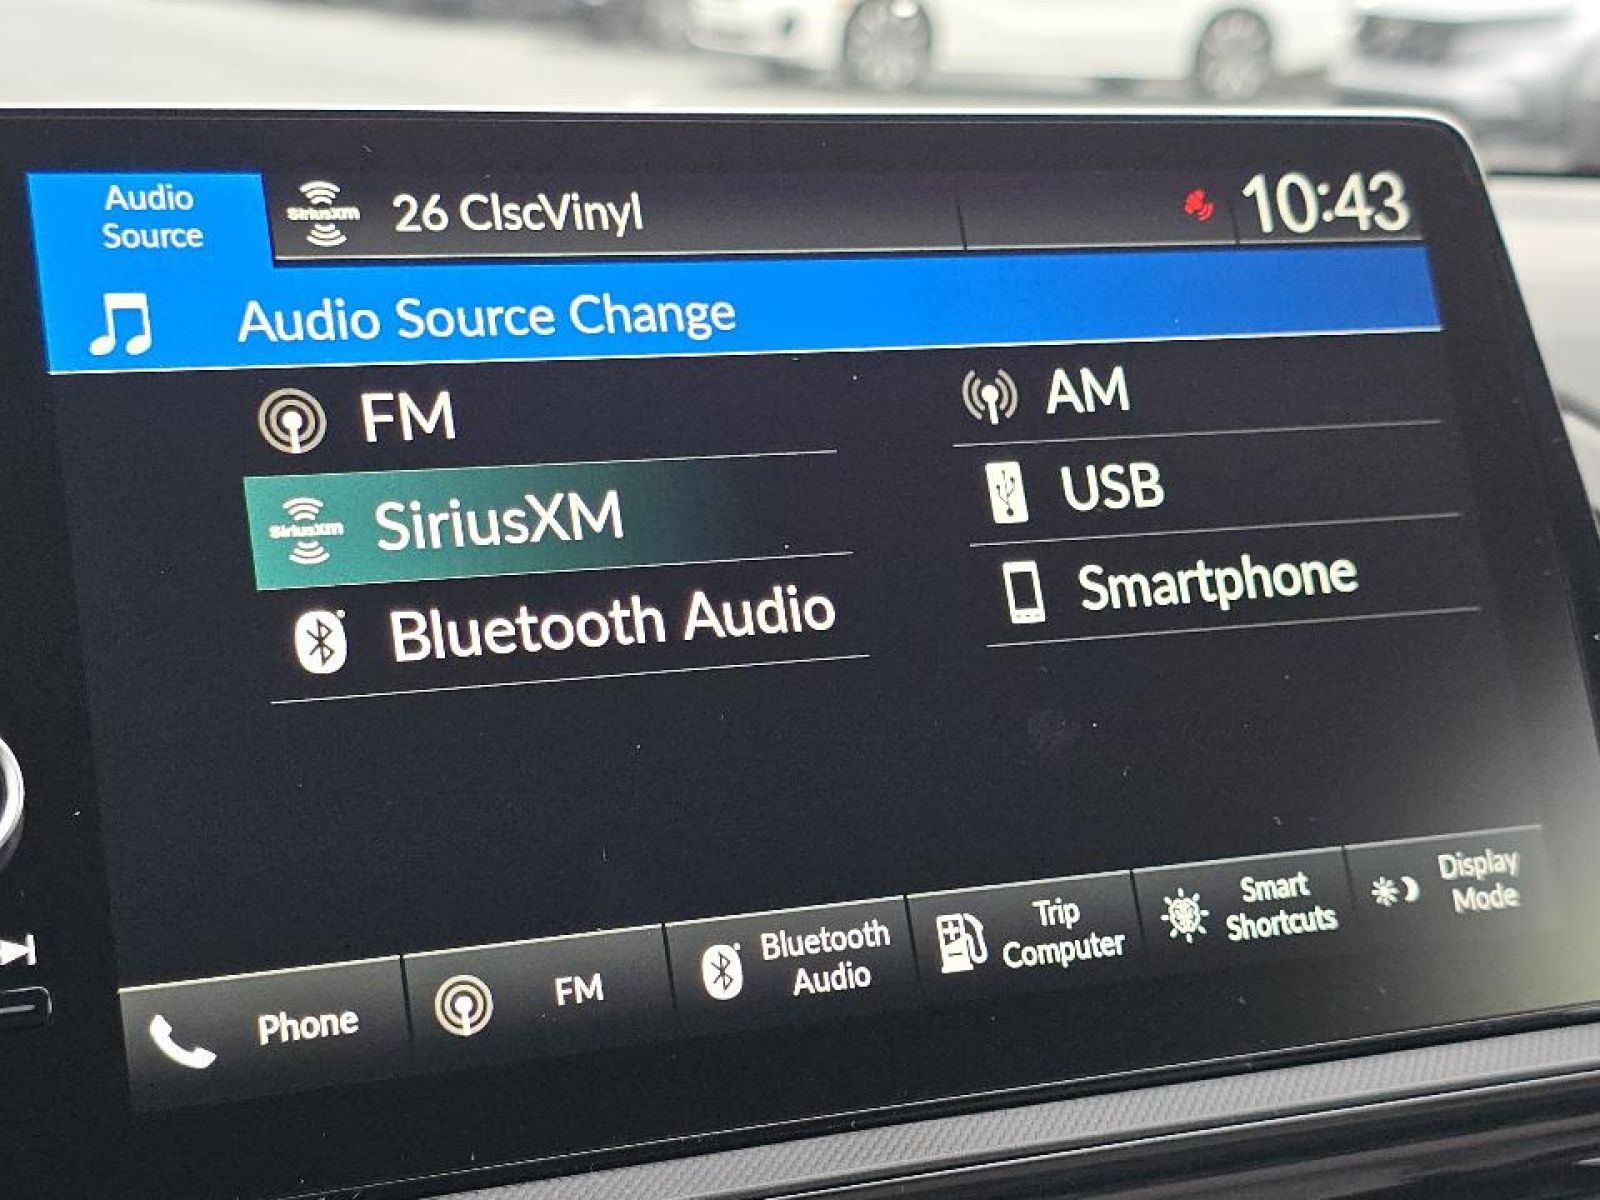 Audio
Source
SiriusXM
26 ClscVinyl
10:43
Audio Source Change
FM
AM
SiriusXM
SiriusXM
USB
Bluetooth Audio
Smartphone
Phone
FM
Bluetooth
Audio
Trip
Computer
Smart
Shortcuts
Display
Mode